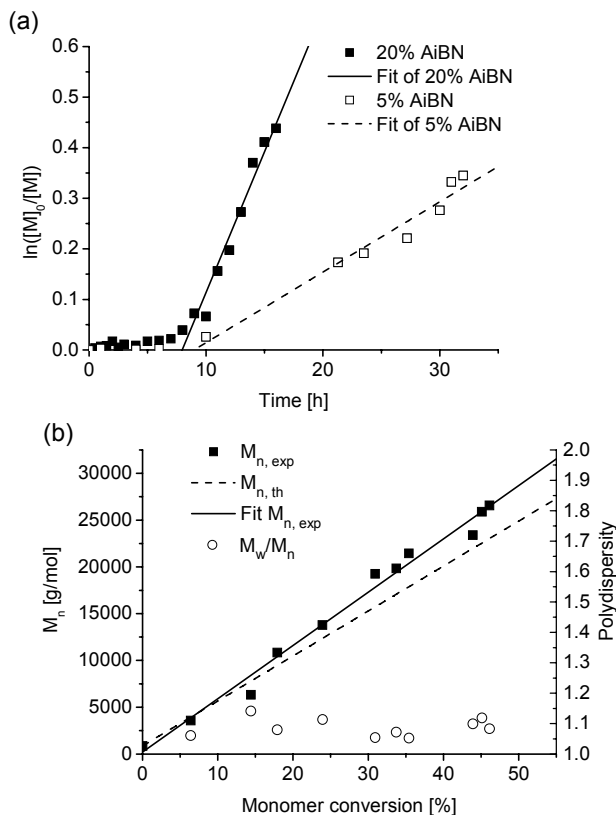 (a)
0.6
0.5
0.4
0.3
0.2
0.1
0.0
ln([M]₀/[M])
20% AiBN
Fit of 20% AiBN
5% AiBN
Fit of 5% AiBN
0 10 20 30
Time [h]
(b)
30000
25000
20000
15000
10000
5000
0
Mₙ [g/mol]
Mₙ, exp
Mₙ, th
Fit Mₙ, exp
M_w/Mₙ
2.0
1.9
1.8
1.7
1.6
1.5
1.4
1.3
1.2
1.1
1.0
Polydispersity
0 10 20 30 40 50
Monomer conversion [%]